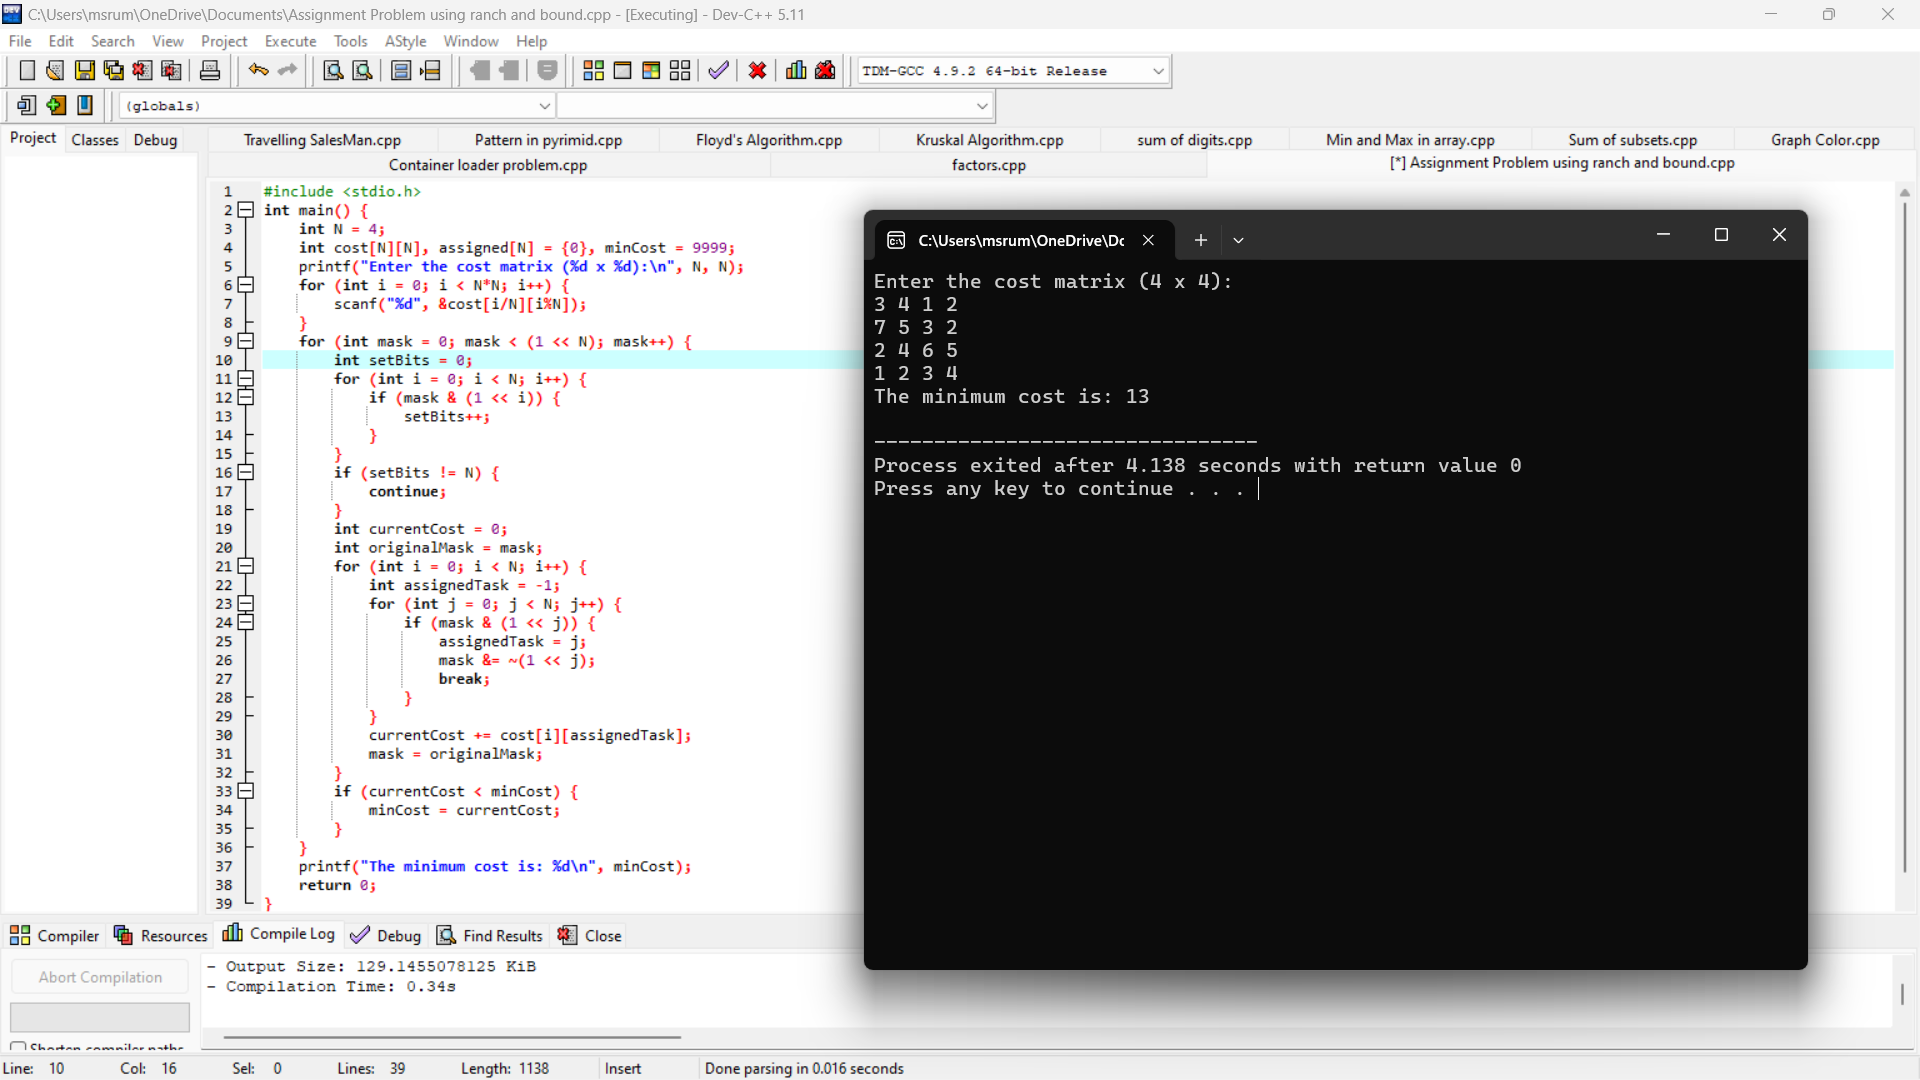 C:\Users\msrum\OneDrive\Documents\Assignment Problem using ranch and bound.cpp - [Executing] - Dev-C++ 5.11
File Edit Search View Project Execute Tools AStyle Window Help
TDM-GCC 4.9.2 64-bit Release
(globals)
Project Classes Debug
Travelling SalesMan.cpp Pattern in pyrimid.cpp Floyd's Algorithm.cpp Kruskal Algorithm.cpp sum of digits.cpp Min and Max in array.cpp Sum of subsets.cpp Graph Color.cpp
Container loader problem.cpp factors.cpp [*] Assignment Problem using ranch and bound.cpp
1 #include <stdio.h>
2 int main() {
3 int N = 4;
4 int cost[N][N], assigned[N] = {0}, minCost = 9999;
5 printf("Enter the cost matrix (%d x %d):\n", N, N);
6 for (int i = 0; i < N*N; i++) {
7 scanf("%d", &cost[i/N][i%N]);
8 }
9 for (int mask = 0; mask < (1 << N); mask++) {
10 int setBits = 0;
11 for (int i = 0; i < N; i++) {
12 if (mask & (1 << i)) {
13 setBits++;
14 }
15 }
16 if (setBits != N) {
17 continue;
18 }
19 int currentCost = 0;
20 int originalMask = mask;
21 for (int i = 0; i < N; i++) {
22 int assignedTask = -1;
23 for (int j = 0; j < N; j++) {
24 if (mask & (1 << j)) {
25 assignedTask = j;
26 mask &= ~(1 << j);
27 break;
28 }
29 }
30 currentCost += cost[i][assignedTask];
31 mask = originalMask;
32 }
33 if (currentCost < minCost) {
34 minCost = currentCost;
35 }
36 }
37 printf("The minimum cost is: %d\n", minCost);
38 return 0;
39 }
C:\Users\msrum\OneDrive\Dc
Enter the cost matrix (4 x 4):
3 4 1 2
7 5 3 2
2 4 6 5
1 2 3 4
The minimum cost is: 13
--------------------------------
Process exited after 4.138 seconds with return value 0
Press any key to continue . . .
Compiler Resources Compile Log Debug Find Results Close
Abort Compilation
Shorten compiler paths
- Output Size: 129.1455078125 KiB
- Compilation Time: 0.34s
Line: 10 Col: 16 Sel: 0 Lines: 39 Length: 1138 Insert Done parsing in 0.016 seconds